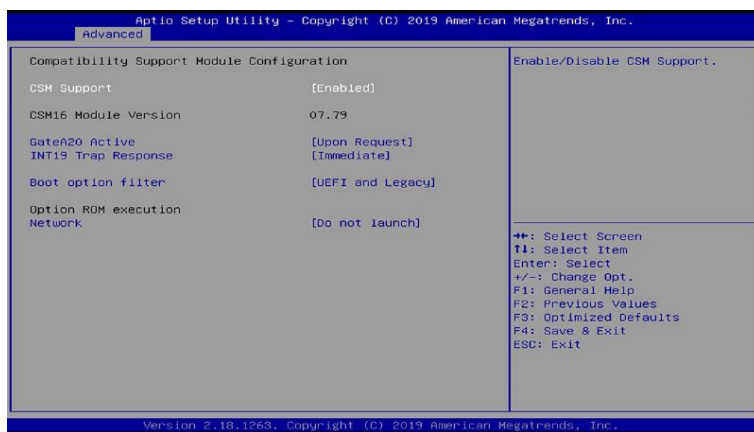 Aptio Setup Utility – Copyright (C) 2019 American Megatrends, Inc.
Advanced
Compatibility Support Module Configuration
CSM Support [Enabled]
CSM16 Module Version 07.79
GateA20 Active [Upon Request]
INT19 Trap Response [Immediate]
Boot option filter [UEFI and Legacy]
Option ROM execution
Network [Do not launch]
Enable/Disable CSM Support.
→←: Select Screen
↑↓: Select Item
Enter: Select
+/-: Change Opt.
F1: General Help
F2: Previous Values
F3: Optimized Defaults
F4: Save & Exit
ESC: Exit
Version 2.18.1263. Copyright (C) 2019 American Megatrends, Inc.